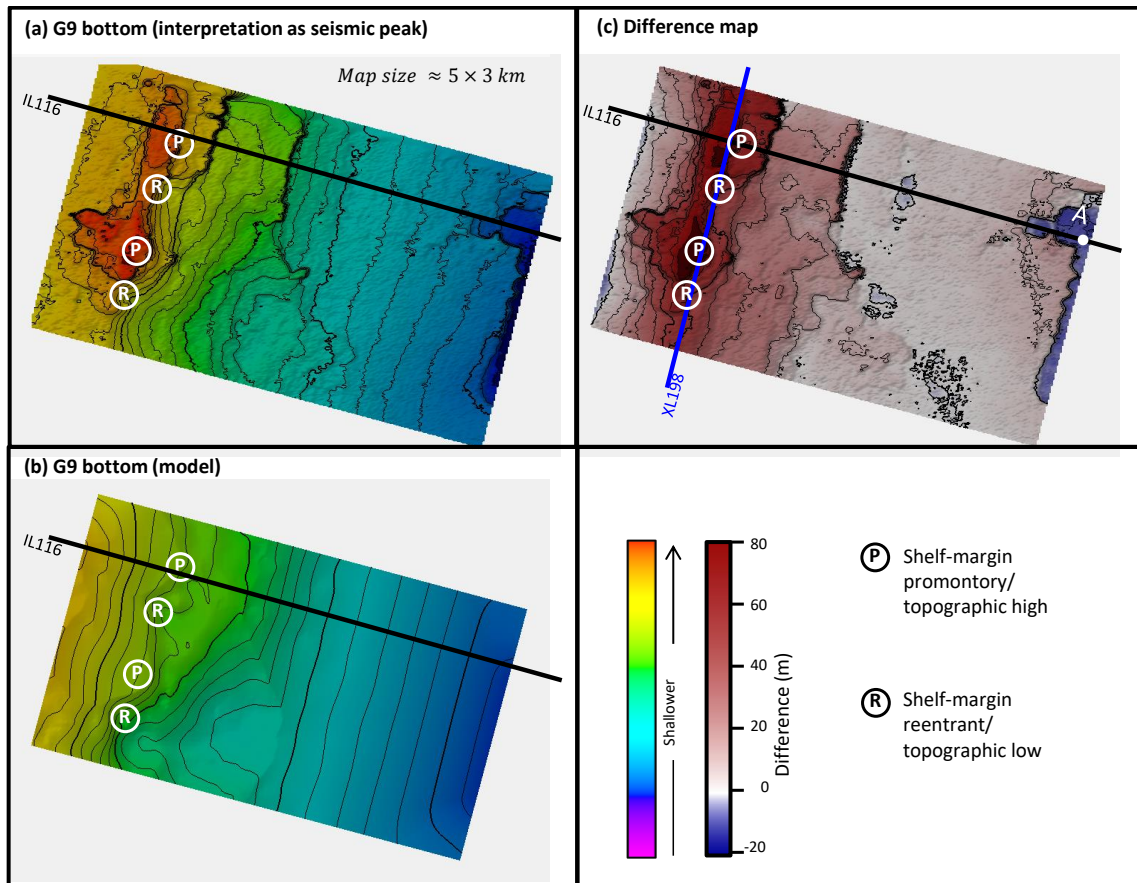 (a) G9 bottom (interpretation as seismic peak)
Map size ≈ 5 × 3 km
IL116
P
R
P
R
(c) Difference map
IL116
P
R
P
R
A
XL198
(b) G9 bottom (model)
IL116
P
R
P
R
Shallower
80
60
40
20
0
-20
Difference (m)
P
Shelf-margin
promontory/
topographic high
R
Shelf-margin
reentrant/
topographic low